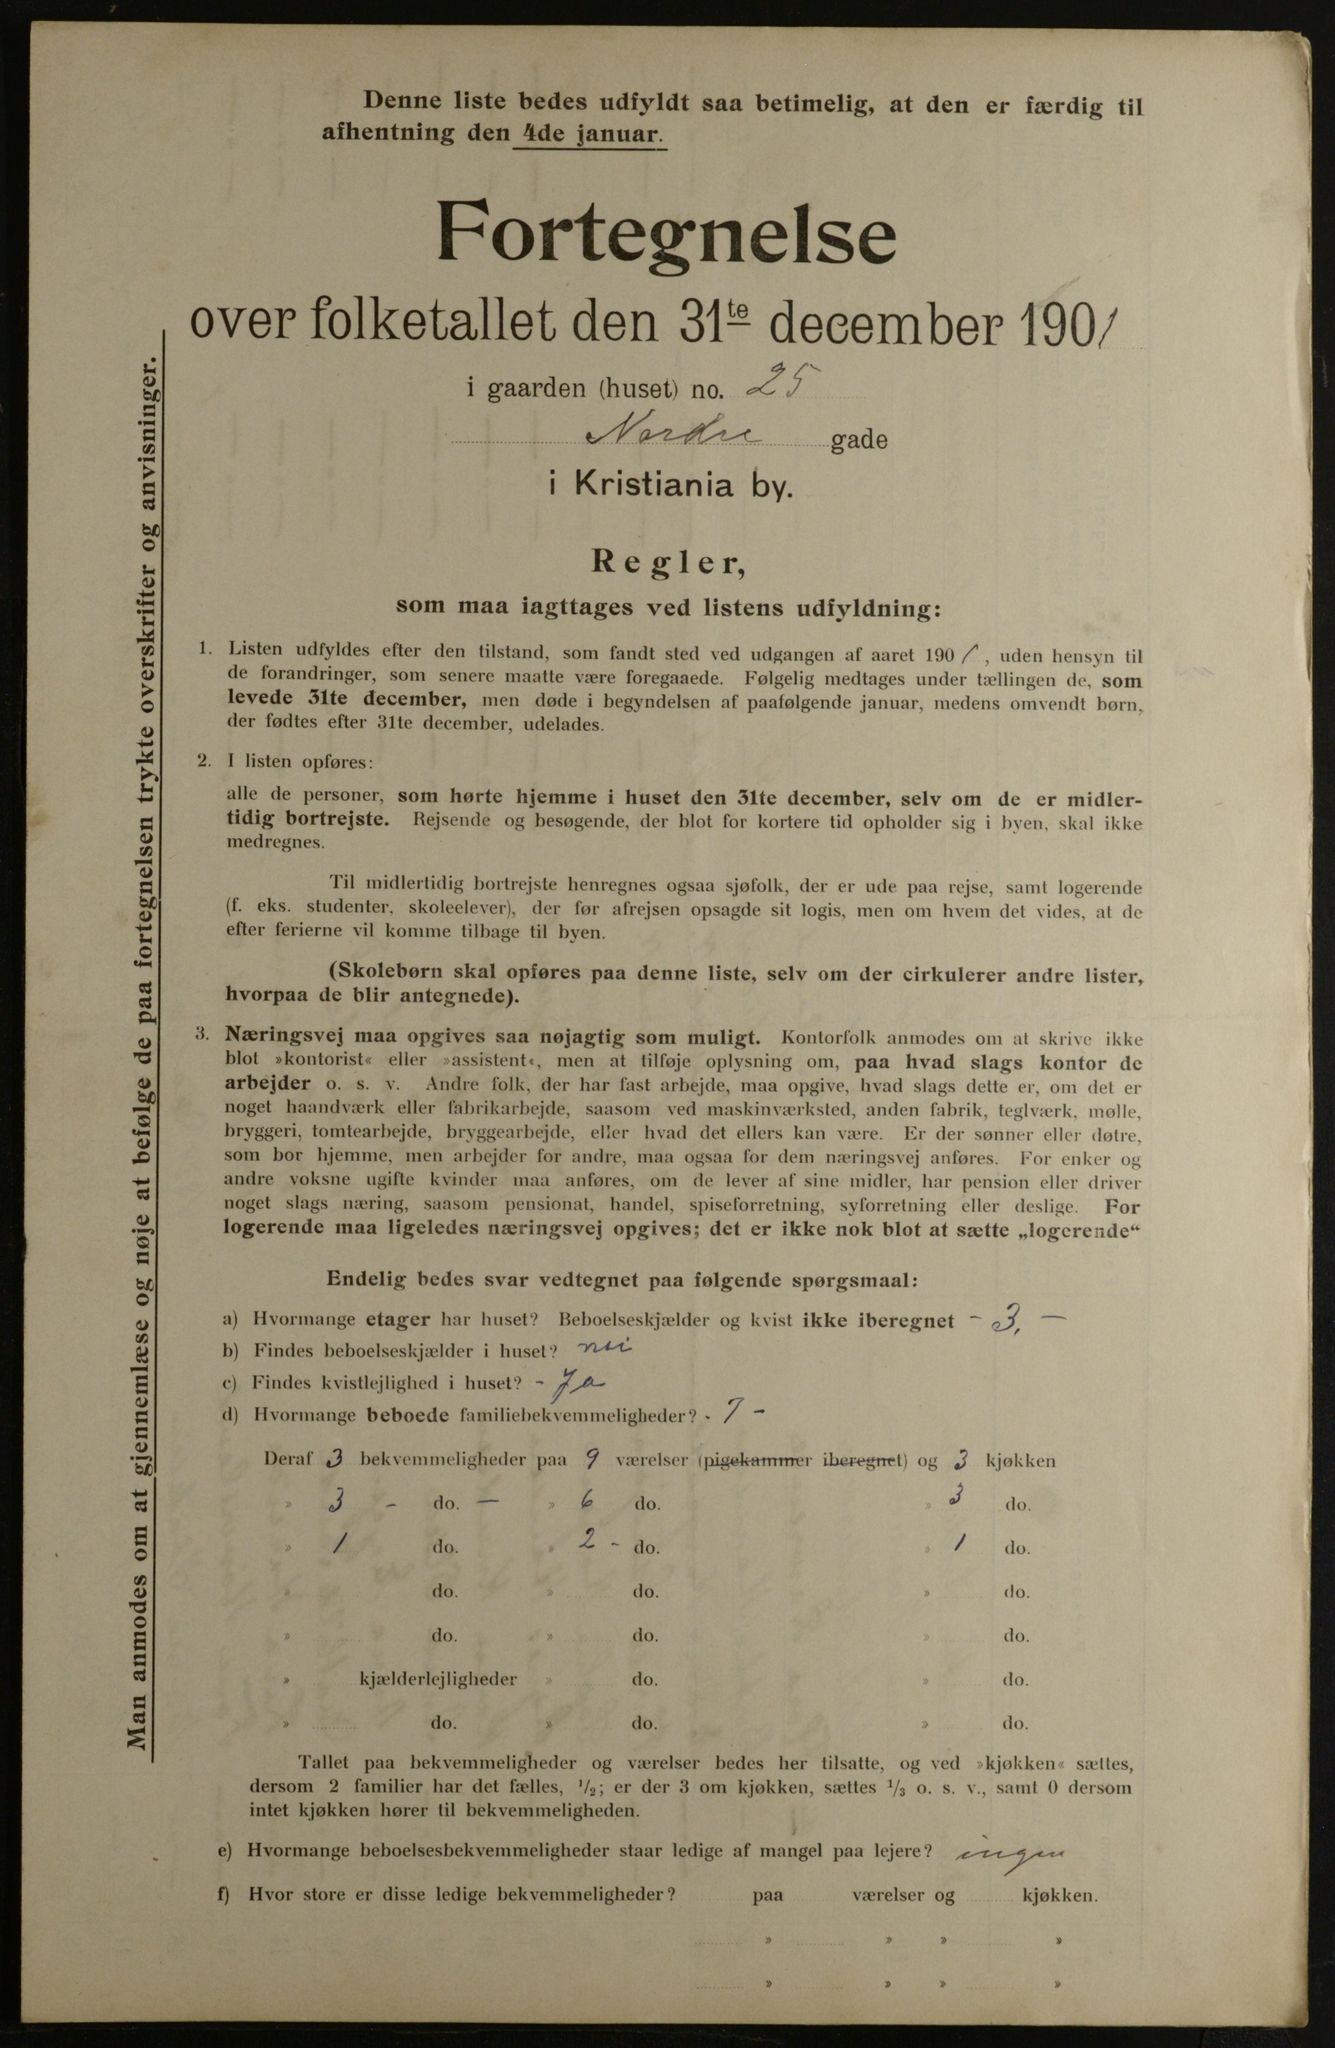 Denne liste bedes udfyldt saa betimelig, at den er færdig til
afhentning den 4de januar.
Fortegnelse
over folketallet den 31te december 1901
i gaarden (huset) no. 25
Nordre gade
i Kristiania by.
Regler,
som maa iagttages ved listens udfyldning:
1. Listen udfyldes efter den tilstand, som fandt sted ved udgangen af aaret 1901, uden hensyn til
de forandringer, som senere maatte være foregaaede. Følgelig medtages under tællingen de, som
levede 31te december, men døde i begyndelsen af paafølgende januar, medens omvendt børn,
der fødtes efter 31te december, udelades.
2. I listen opføres:
alle de personer, som hørte hjemme i huset den 31te december, selv om de er midler-
tidig bortrejste. Rejsende og besøgende, der blot for kortere tid opholder sig i byen, skal ikke
medregnes.
Til midlertidig bortrejste henregnes ogsaa sjøfolk, der er ude paa rejse, samt logerende
(f. eks. studenter, skoleelever), der før afrejsen opsagde sit logis, men om hvem det vides, at de
efter ferierne vil komme tilbage til byen.
(Skolebørn skal opføres paa denne liste, selv om der cirkulerer andre lister,
hvorpaa de blir antegnede).
3. Næringsvej maa opgives saa nøjagtig som muligt. Kontorfolk anmodes om at skrive ikke
blot »kontorist« eller »assistent«, men at tilføje oplysning om, paa hvad slags kontor de
arbejder o. s. v. Andre folk, der har fast arbejde, maa opgive, hvad slags dette er, om det er
noget haandværk eller fabrikarbejde, saasom ved maskinværksted, anden fabrik, teglværk, mølle,
bryggeri, tomtearbejde, bryggearbejde, eller hvad det ellers kan være. Er der sønner eller døtre,
som bor hjemme, men arbejder for andre, maa ogsaa for dem næringsvej anføres. For enker og
andre voksne ugifte kvinder maa anføres, om de lever af sine midler, har pension eller driver
noget slags næring, saasom pensionat, handel, spiseforretning, syforretning eller deslige. For
logerende maa ligeledes næringsvej opgives; det er ikke nok blot at sætte „logerende“
Endelig bedes svar vedtegnet paa følgende spørgsmaal:
a) Hvormange etager har huset? Beboelseskjælder og kvist ikke iberegnet - 3. -
b) Findes beboelseskjælder i huset? nei
c) Findes kvistlejlighed i huset? - Ja
d) Hvormange beboede familiebekvemmeligheder? - 7 -
Deraf 3 bekvemmeligheder paa 9 værelser (pigekammer iberegnet) og 3 kjøkken
» 3 - do. - » 6 do. » 3 do.
» 1 do. » 2 - do. » 1 do.
» do. » do. » do.
» do. » do. » do.
» kjælderlejligheder » do. » do.
» do. » do. » do.
Tallet paa bekvemmeligheder og værelser bedes her tilsatte, og ved »kjøkken« sættes,
dersom 2 familier har det fælles, 1/2; er der 3 om kjøkken, sættes 1/3 o. s. v., samt 0 dersom
intet kjøkken hører til bekvemmeligheden.
e) Hvormange beboelsesbekvemmeligheder staar ledige af mangel paa lejere? ingen
f) Hvor store er disse ledige bekvemmeligheder? paa værelser og kjøkken.
» » » »
» » » »
Man anmodes om at gjennemlæse og nøje at befølge de paa fortegnelsen trykte overskrifter og anvisninger.